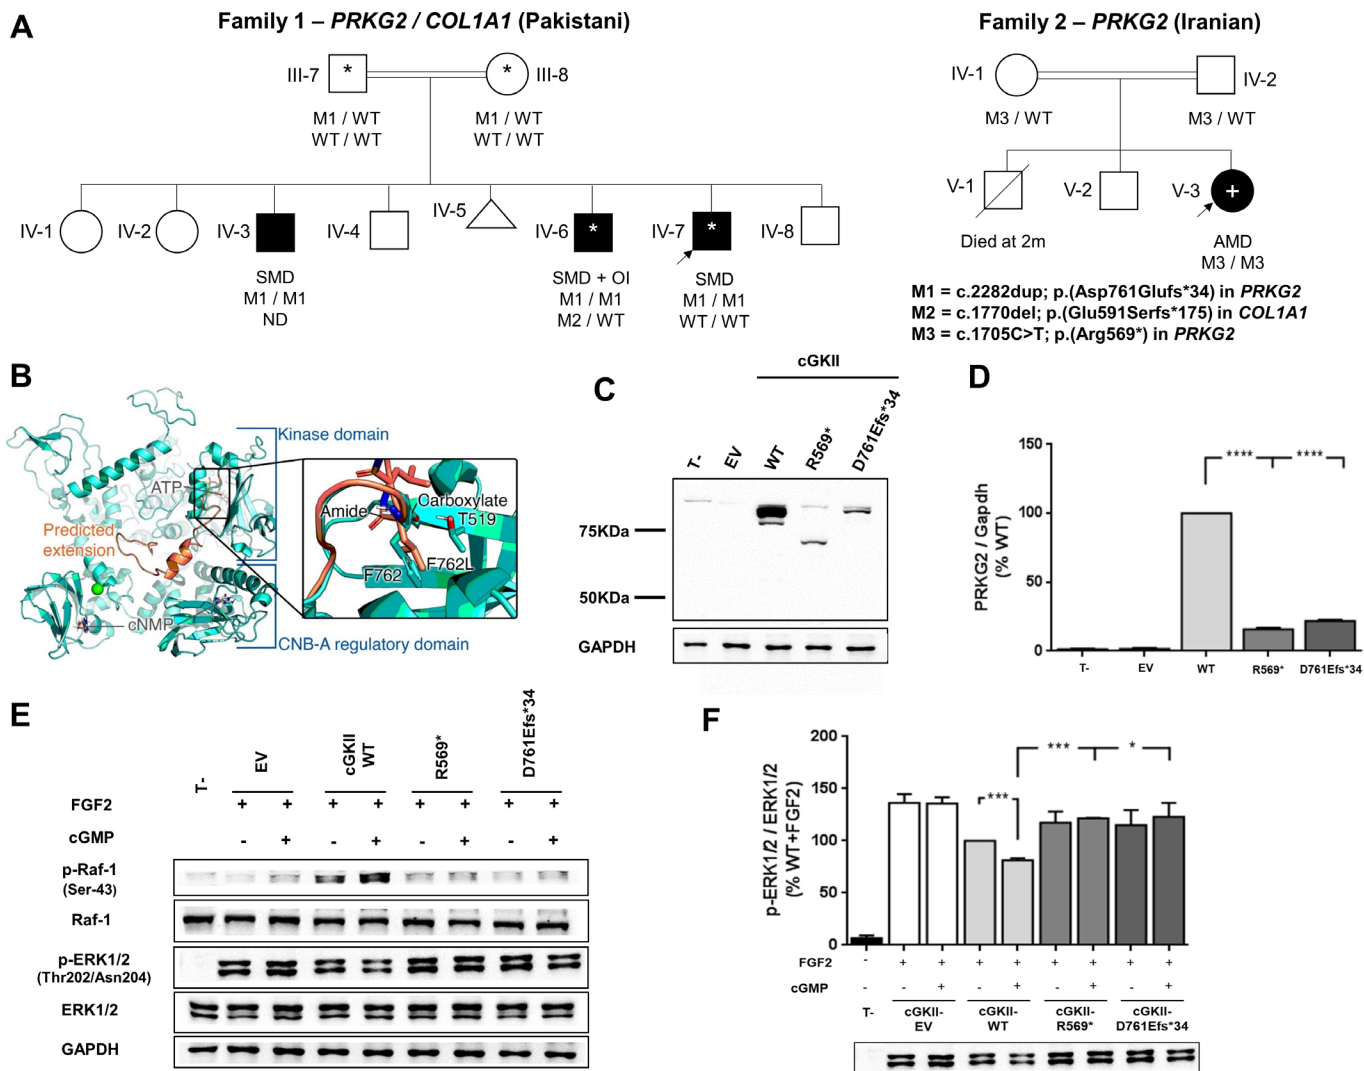 A
Family 1 – PRKG2 / COL1A1 (Pakistani)
Family 2 – PRKG2 (Iranian)
III-7
*
*
III-8
M1 / WT
WT / WT
M1 / WT
WT / WT
IV-1
IV-2
M3 / WT
M3 / WT
IV-1
IV-2
IV-3
IV-4
IV-5
IV-6
*
IV-7
*
IV-8
SMD
M1 / M1
ND
SMD + OI
M1 / M1
M2 / WT
SMD
M1 / M1
WT / WT
V-1
V-2
V-3
+
Died at 2m
AMD
M3 / M3
M1 = c.2282dup; p.(Asp761Glufs*34) in PRKG2
M2 = c.1770del; p.(Glu591Serfs*175) in COL1A1
M3 = c.1705C>T; p.(Arg569*) in PRKG2
B
Kinase domain
ATP
Predicted
extension
cNMP
CNB-A regulatory domain
Carboxylate
Amide
T519
F762
F762L
C
cGKII
T-
EV
WT
R569*
D761Efs*34
75KDa
50KDa
GAPDH
D
PRKG2 / Gapdh
(% WT)
150
100
50
0
**** ****
T- EV WT R569* D761Efs*34
E
T-
EV
cGKII
WT
R569*
D761Efs*34
FGF2 + + + + + + + +
cGMP - + - + - + - +
p-Raf-1
(Ser-43)
Raf-1
p-ERK1/2
(Thr202/Asn204)
ERK1/2
GAPDH
F
p-ERK1/2 / ERK1/2
(% WT+FGF2)
200
150
100
50
0
*** *
***
FGF2 - + + + + + + + +
cGMP - - + - + - + - +
T-
cGKII-
EV
cGKII-
WT
cGKII-
R569*
cGKII-
D761Efs*34